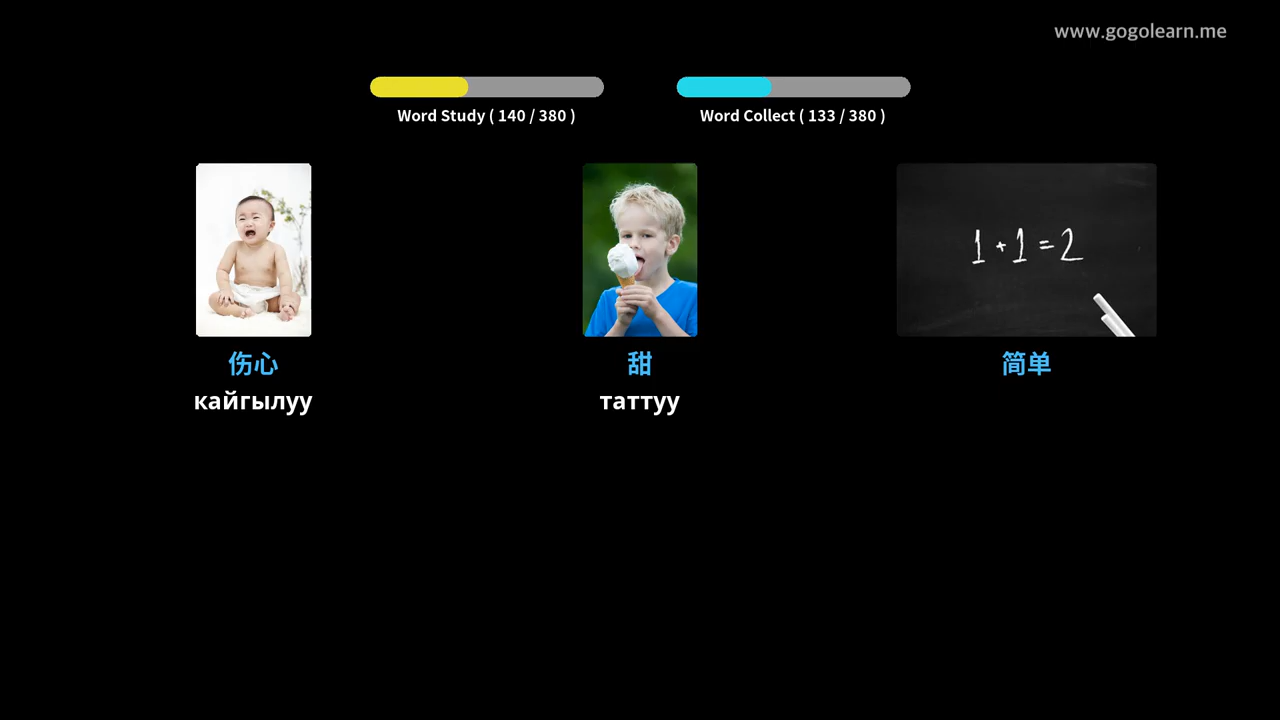 www.gogolearn.me
Word Study ( 140 / 380 )
Word Collect ( 133 / 380 )
1 + 1 = 2
伤心
甜
简单
кайгылуу
таттуу